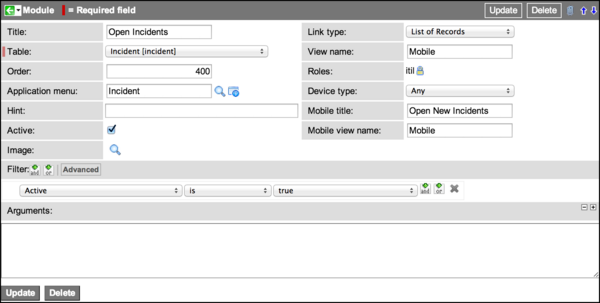 Module = Required field Update Delete
Title: Open Incidents Link type: List of Records
Table: Incident [incident] View name: Mobile
Order: 400 Roles: itil
Application menu: Incident Device type: Any
Hint: Mobile title: Open New Incidents
Active: Mobile view name: Mobile
Image:
Filter: and or Advanced
Active is true and or
Arguments:
Update Delete